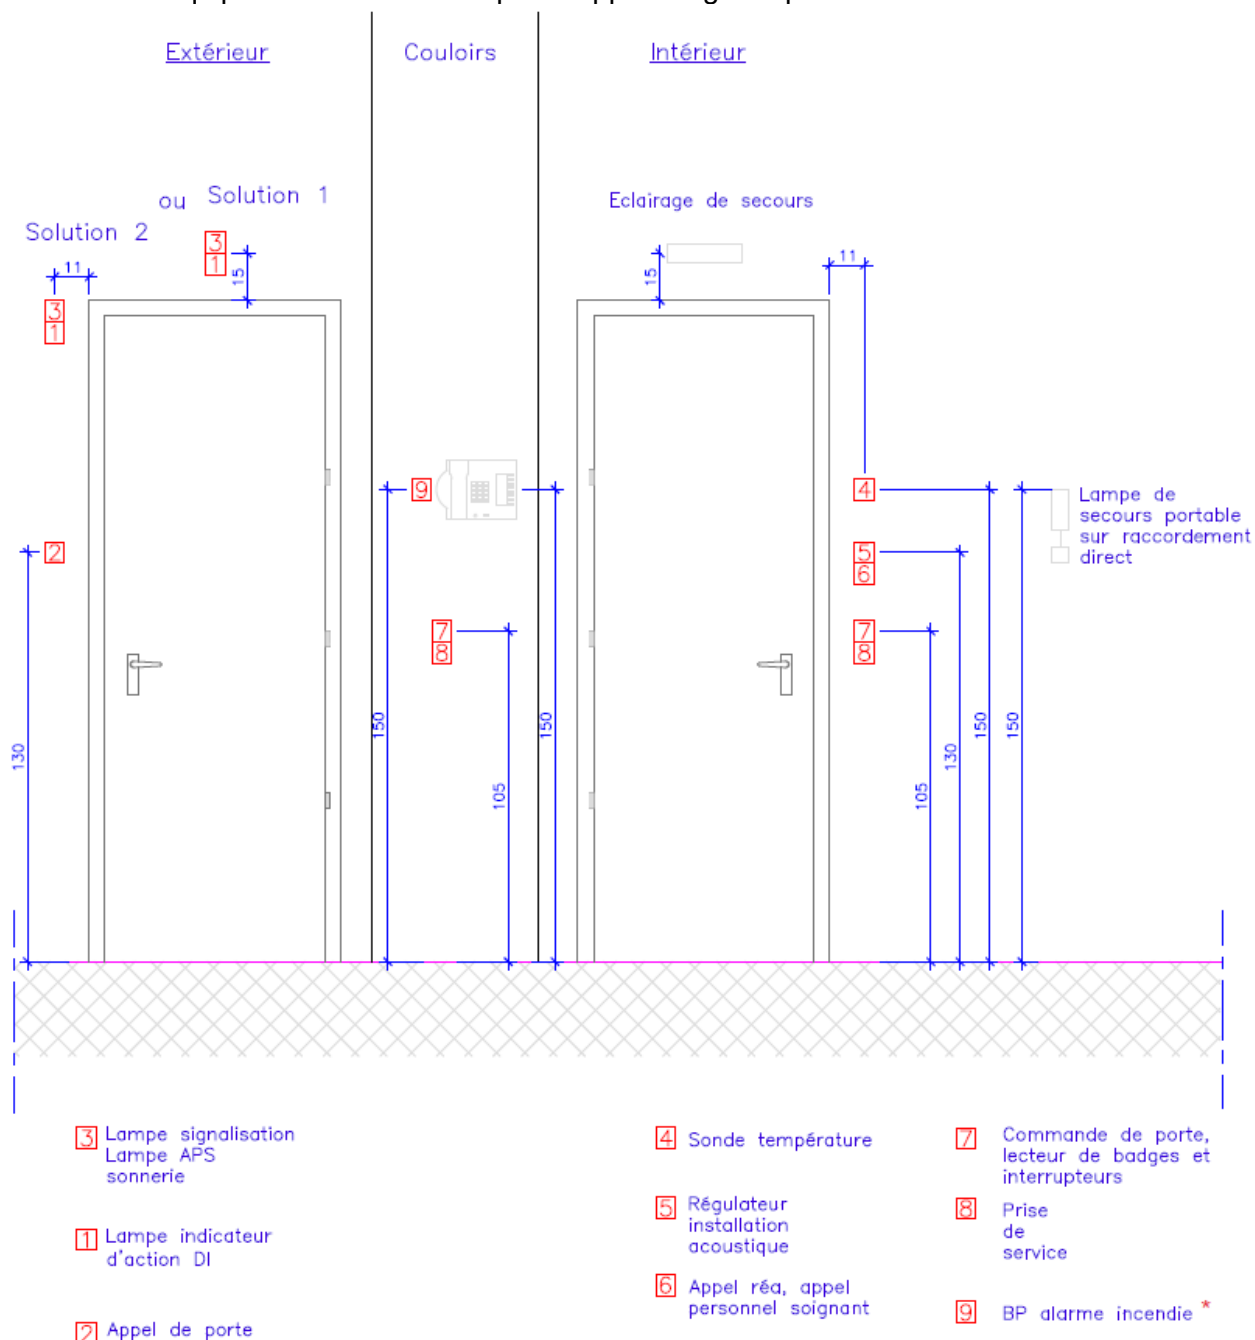 Extérieur
Couloirs
Intérieur
ou
Solution 1
Solution 2
Eclairage de secours
3
1
11
15
15
11
3
1
9
4
Lampe de
secours portable
sur raccordement
direct
2
5
6
7
8
7
8
130
150
105
150
105
130
150
150
3 Lampe signalisation
Lampe APS
sonnerie
1 Lampe indicateur
d'action DI
2 Appel de porte
4 Sonde température
5 Régulateur
installation
acoustique
6 Appel réa, appel
personnel soignant
7 Commande de porte,
lecteur de badges et
interrupteurs
8 Prise
de
service
9 BP alarme incendie *